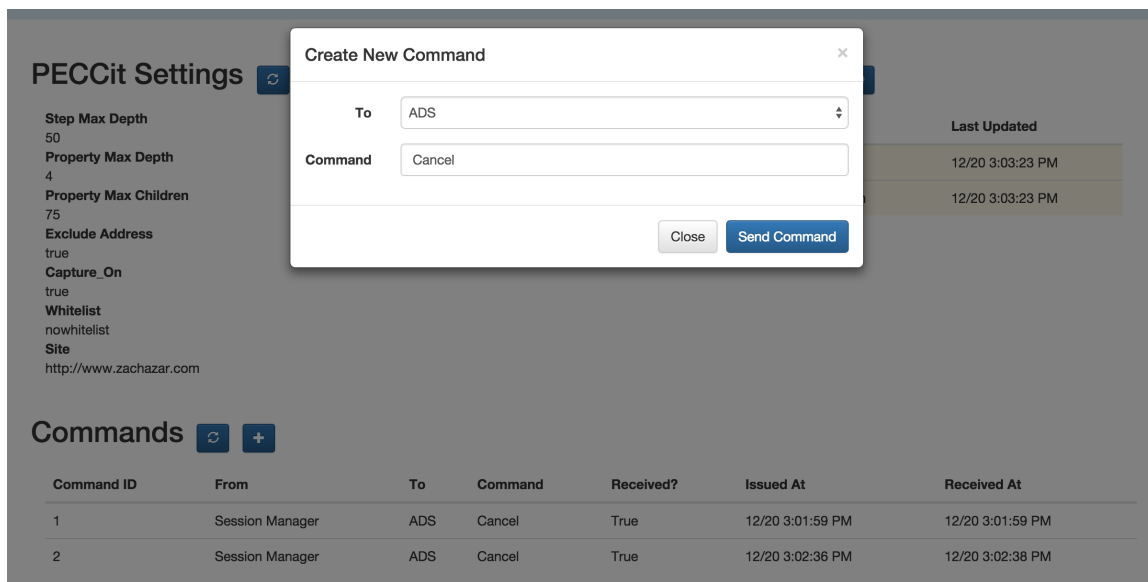 Create New Command ×
To ADS
Command Cancel
Close Send Command
PECCit Settings
Step Max Depth
50
Property Max Depth
4
Property Max Children
75
Exclude Address
true
Capture_On
true
Whitelist
nowhitelist
Site
http://www.zachazar.com
Last Updated
12/20 3:03:23 PM
12/20 3:03:23 PM
Commands +
Command ID From To Command Received? Issued At Received At
1 Session Manager ADS Cancel True 12/20 3:01:59 PM 12/20 3:01:59 PM
2 Session Manager ADS Cancel True 12/20 3:02:36 PM 12/20 3:02:38 PM